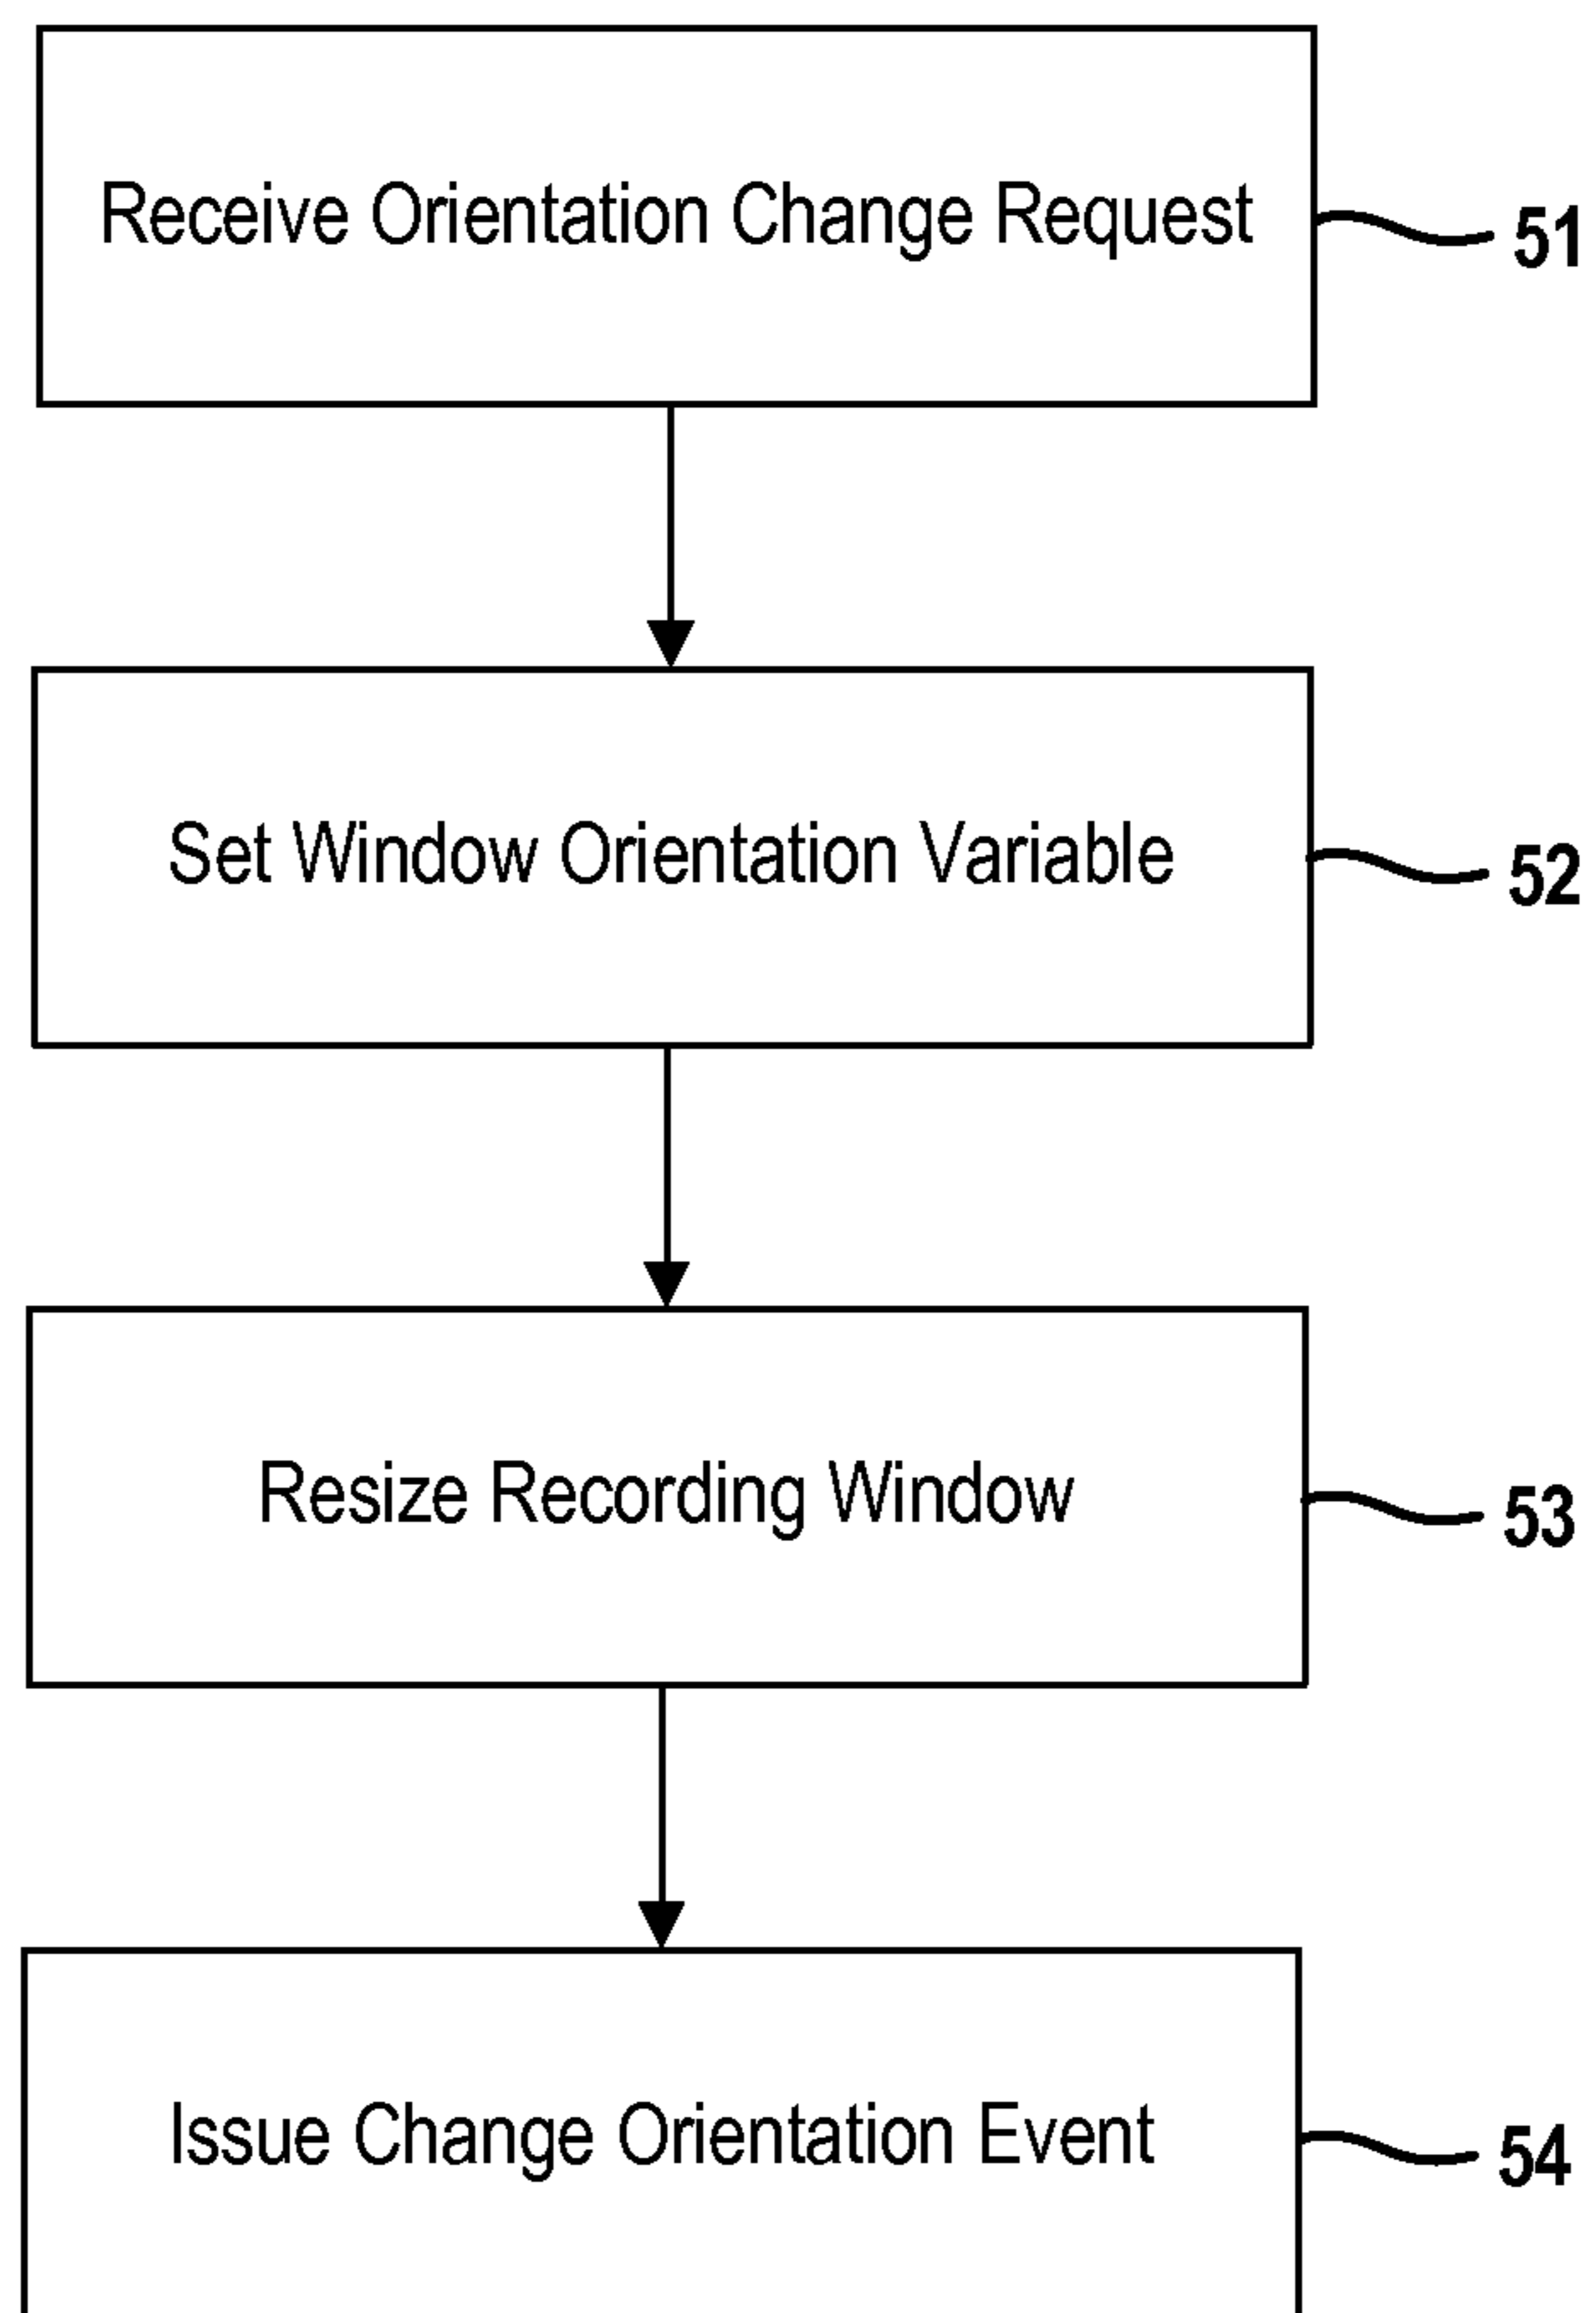 Receive Orientation Change Request
51
Set Window Orientation Variable
52
Resize Recording Window
53
Issue Change Orientation Event
54